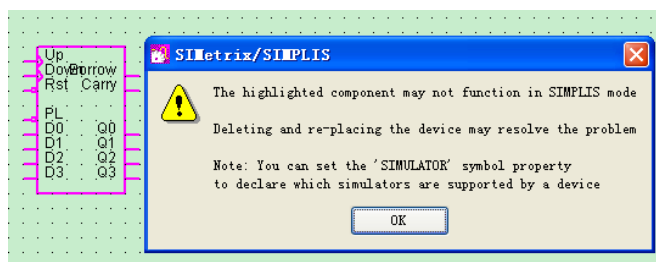 Up
Down Borrow
Rst Carry
PL
D0 Q0
D1 Q1
D2 Q2
D3 Q3
SIMetrix/SIMPLIS
The highlighted component may not function in SIMPLIS mode
Deleting and re-placing the device may resolve the problem
Note: You can set the 'SIMULATOR' symbol property
to declare which simulators are supported by a device
OK